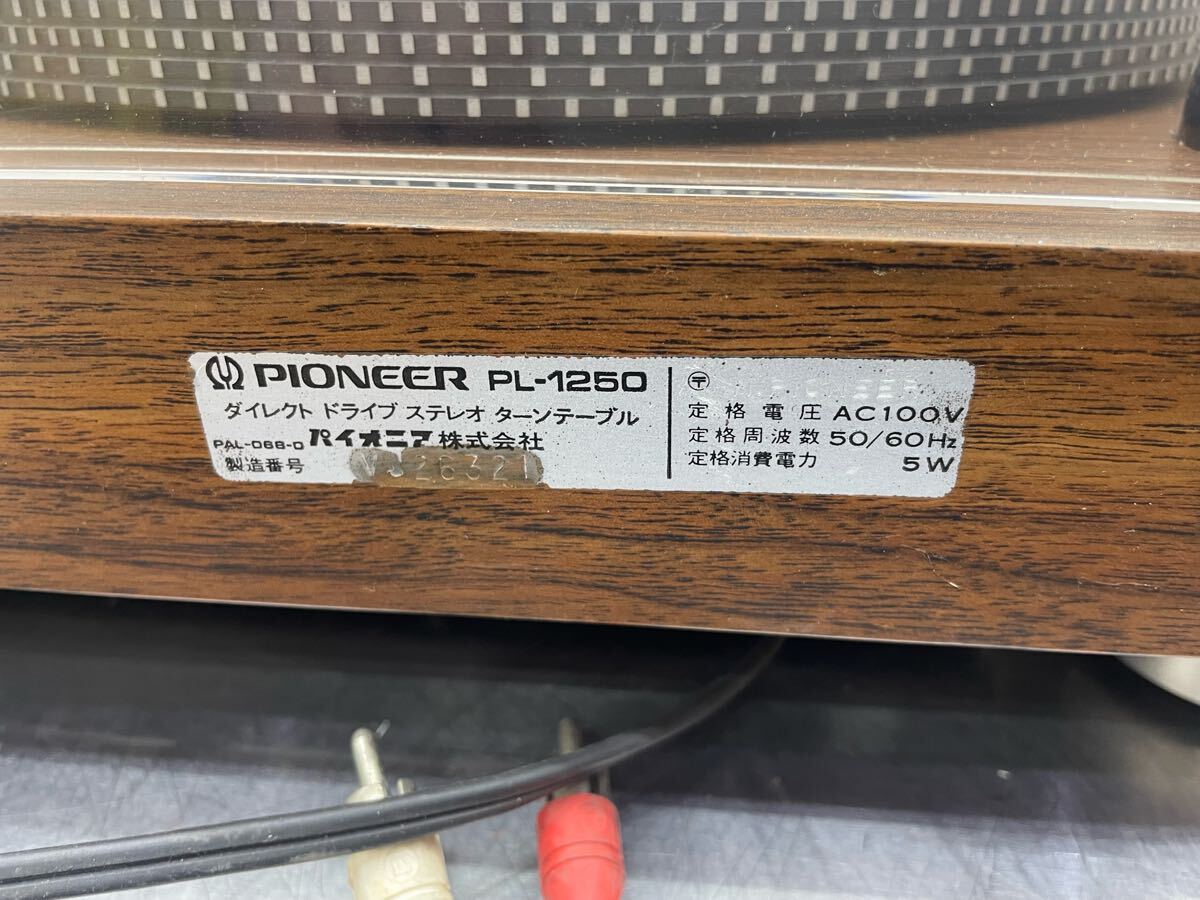 PIONEER PL-1250
ダイレクト ドライブ ステレオ ターンテーブル
PAL-066-0 パイオニア株式会社
製造番号
〒
定格電圧 AC100V
定格周波数 50/60Hz
定格消費電力 5W